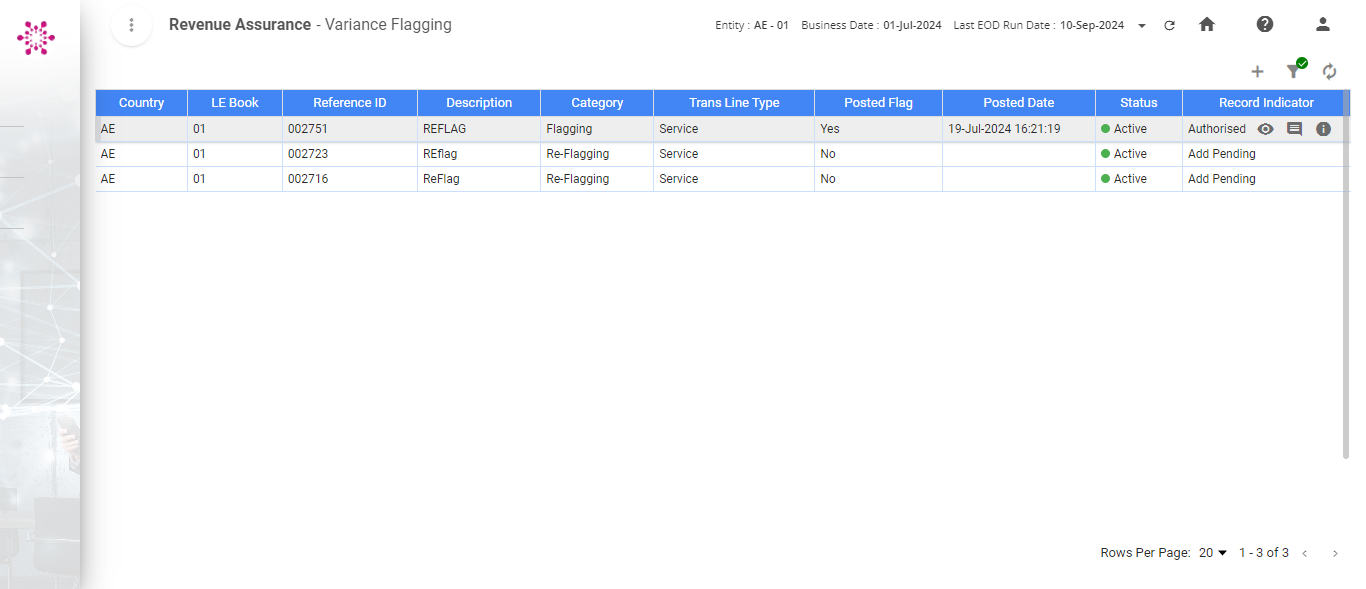 Revenue Assurance - Variance Flagging Entity : AE - 01 Business Date : 01-Jul-2024 Last EOD Run Date : 10-Sep-2024
Country LE Book Reference ID Description Category Trans Line Type Posted Flag Posted Date Status Record Indicator
AE 01 002751 REFLAG Flagging Service Yes 19-Jul-2024 16:21:19 Active Authorised
AE 01 002723 REflag Re-Flagging Service No Active Add Pending
AE 01 002716 ReFlag Re-Flagging Service No Active Add Pending
Rows Per Page: 20 1 - 3 of 3